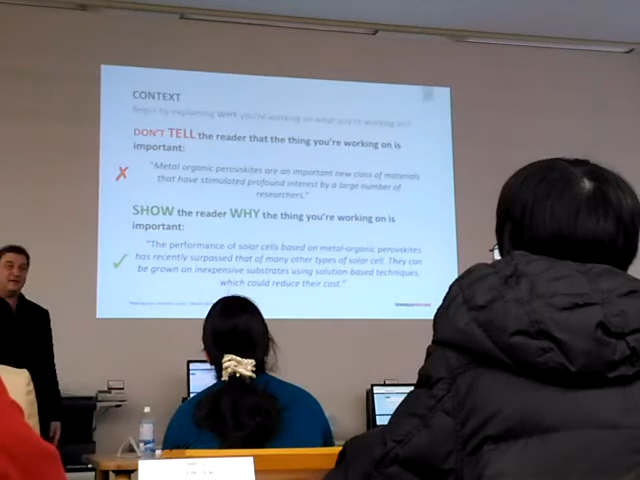 CONTEXT
Begin by explaining WHY you're working on what you're working on!
DON'T TELL the reader that the thing you're working on is
important:
"Metal organic perovskites are an important new class of materials
that have stimulated profound interest by a large number of
researchers."
SHOW the reader WHY the thing you're working on is
important:
"The performance of solar cells based on metal-organic perovskites
has recently surpassed that of many other types of solar cell. They can
be grown on inexpensive substrates using solution-based techniques,
which could reduce their cost."